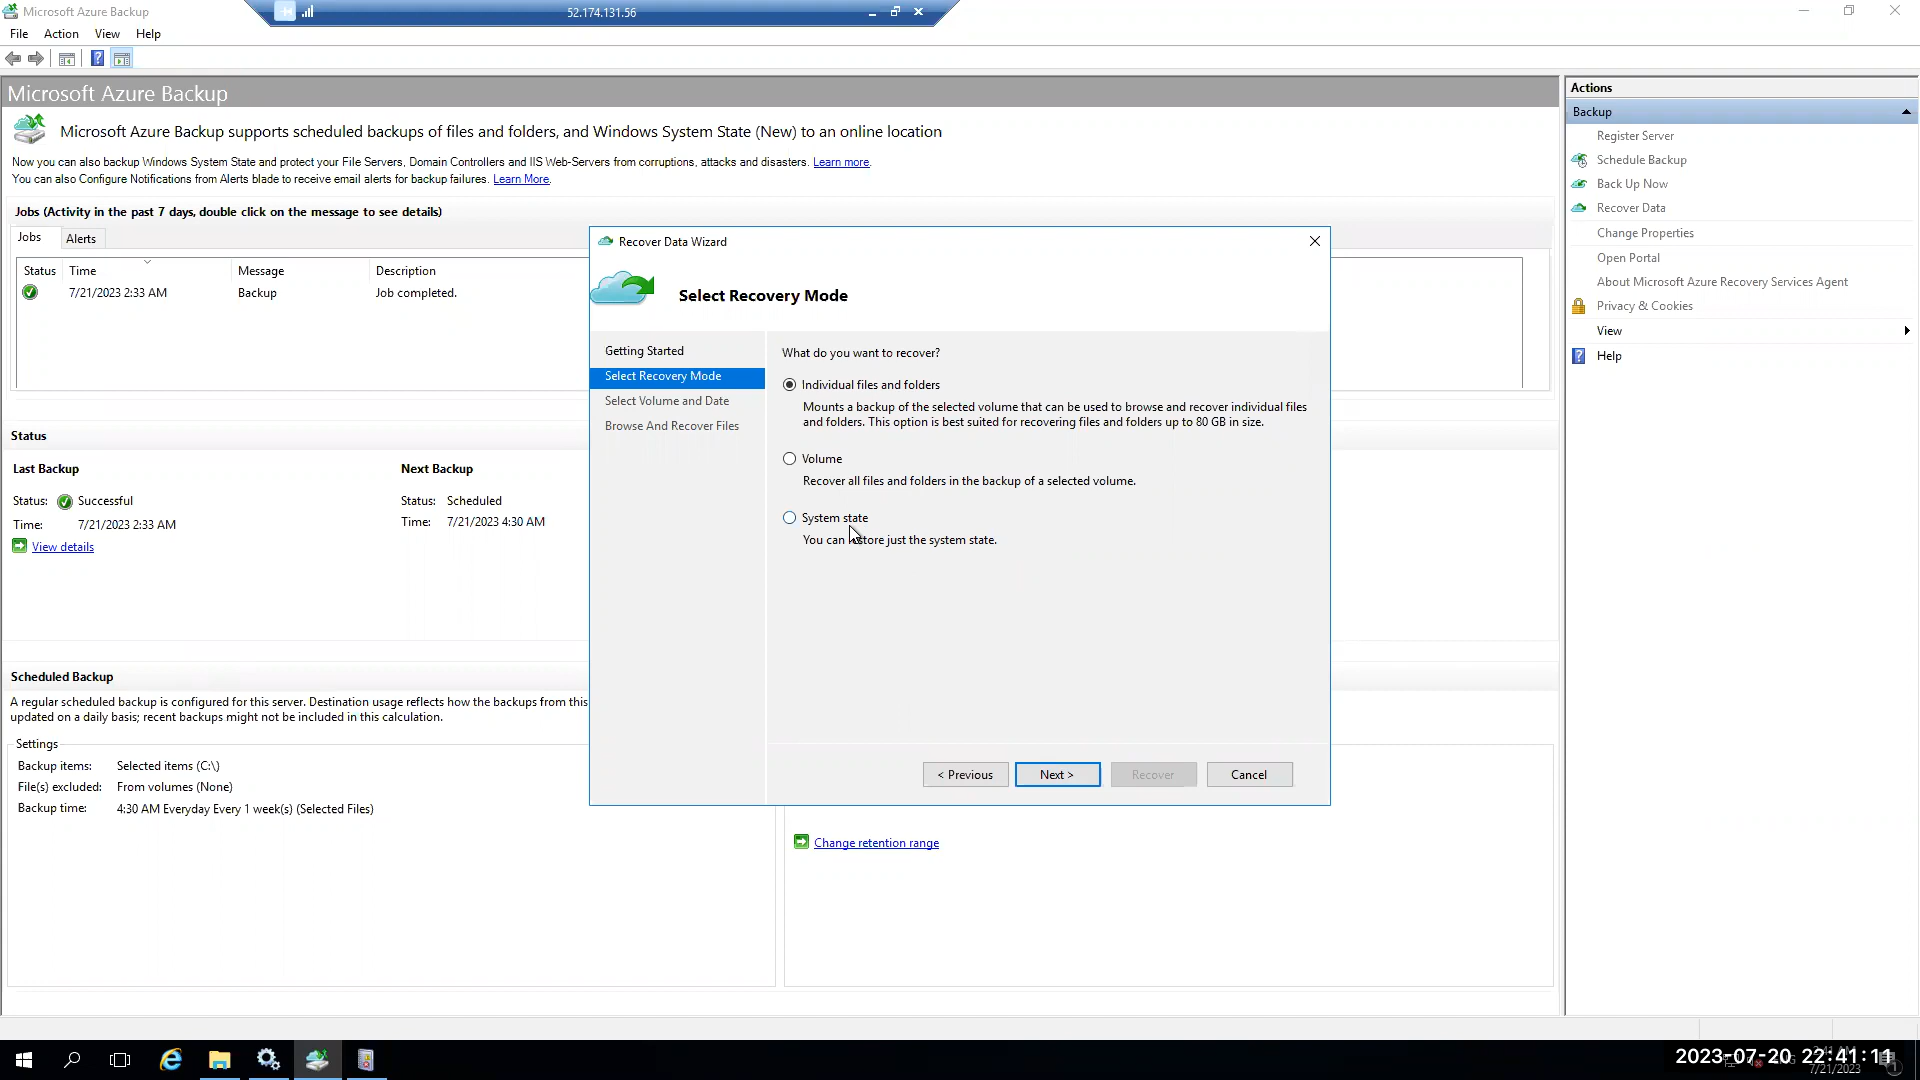 Microsoft Azure Backup
52.174.131.56
File Action View Help
Microsoft Azure Backup
Microsoft Azure Backup supports scheduled backups of files and folders, and Windows System State (New) to an online location
Now you can also backup Windows System State and protect your File Servers, Domain Controllers and IIS Web-Servers from corruptions, attacks and disasters. Learn more.
You can also Configure Notifications from Alerts blade to receive email alerts for backup failures. Learn More.
Jobs (Activity in the past 7 days, double click on the message to see details)
Jobs Alerts
Status Time Message Description
7/21/2023 2:33 AM Backup Job completed.
Status
Last Backup Next Backup
Status: Successful Status: Scheduled
Time: 7/21/2023 2:33 AM Time: 7/21/2023 4:30 AM
View details
Scheduled Backup
A regular scheduled backup is configured for this server. Destination usage reflects how the backups from this
updated on a daily basis; recent backups might not be included in this calculation.
Settings
Backup items: Selected items (C:\)
File(s) excluded: From volumes (None)
Backup time: 4:30 AM Everyday Every 1 week(s) (Selected Files)
Change retention range
Recover Data Wizard
Select Recovery Mode
Getting Started
Select Recovery Mode
Select Volume and Date
Browse And Recover Files
What do you want to recover?
Individual files and folders
Mounts a backup of the selected volume that can be used to browse and recover individual files
and folders. This option is best suited for recovering files and folders up to 80 GB in size.
Volume
Recover all files and folders in the backup of a selected volume.
System state
You can restore just the system state.
< Previous Next > Recover Cancel
Actions
Backup
Register Server
Schedule Backup
Back Up Now
Recover Data
Change Properties
Open Portal
About Microsoft Azure Recovery Services Agent
Privacy & Cookies
View
Help
2023-07-20 22:41:11
7/21/2023